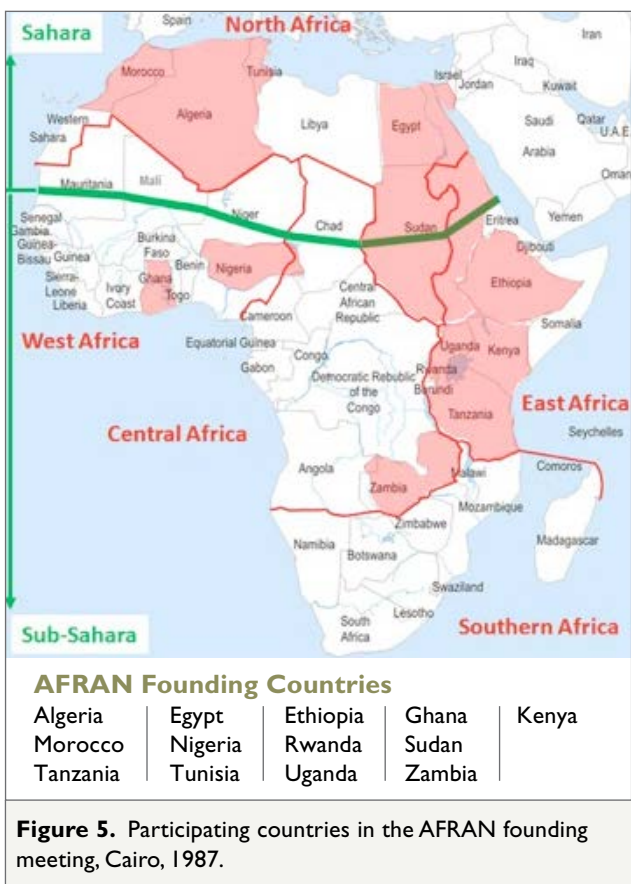 Sahara
North Africa
Spain
Iran
Morocco
Tunisia
Israel
Jordan
Iraq
Kuwait
Western
Sahara
Algeria
Libya
Egypt
Saudi
Arabia
Qatar
U.A.E
Oman
Mauritania
Mali
Niger
Chad
Sudan
Eritrea
Yemen
Senegal
Gambia.
Guinea-
Bissau
Guinea
Sierra-
Leone
Liberia
Burkina
Faso
Ivory
Coast
Ghana
Togo
Benin
Nigeria
Djibouti
Ethiopia
Somalia
Central
African
Republic
Cameroon
West Africa
Equatorial Guinea
Gabon
Congo
Democratic Rebublic
of the
Congo
Uganda
Kenya
Rwanda
Burundi
Tanzania
East Africa
Seychelles
Central Africa
Angola
Zambia
Malawi
Comoros
Mozambique
Zimbabwe
Madagascar
Namibia
Botswana
Swaziland
Lesotho
South
Africa
Southern Africa
Sub-Sahara
AFRAN Founding Countries
Algeria Egypt Ethiopia Ghana Kenya
Morocco Nigeria Rwanda Sudan
Tanzania Tunisia Uganda Zambia
Figure 5. Participating countries in the AFRAN founding
meeting, Cairo, 1987.